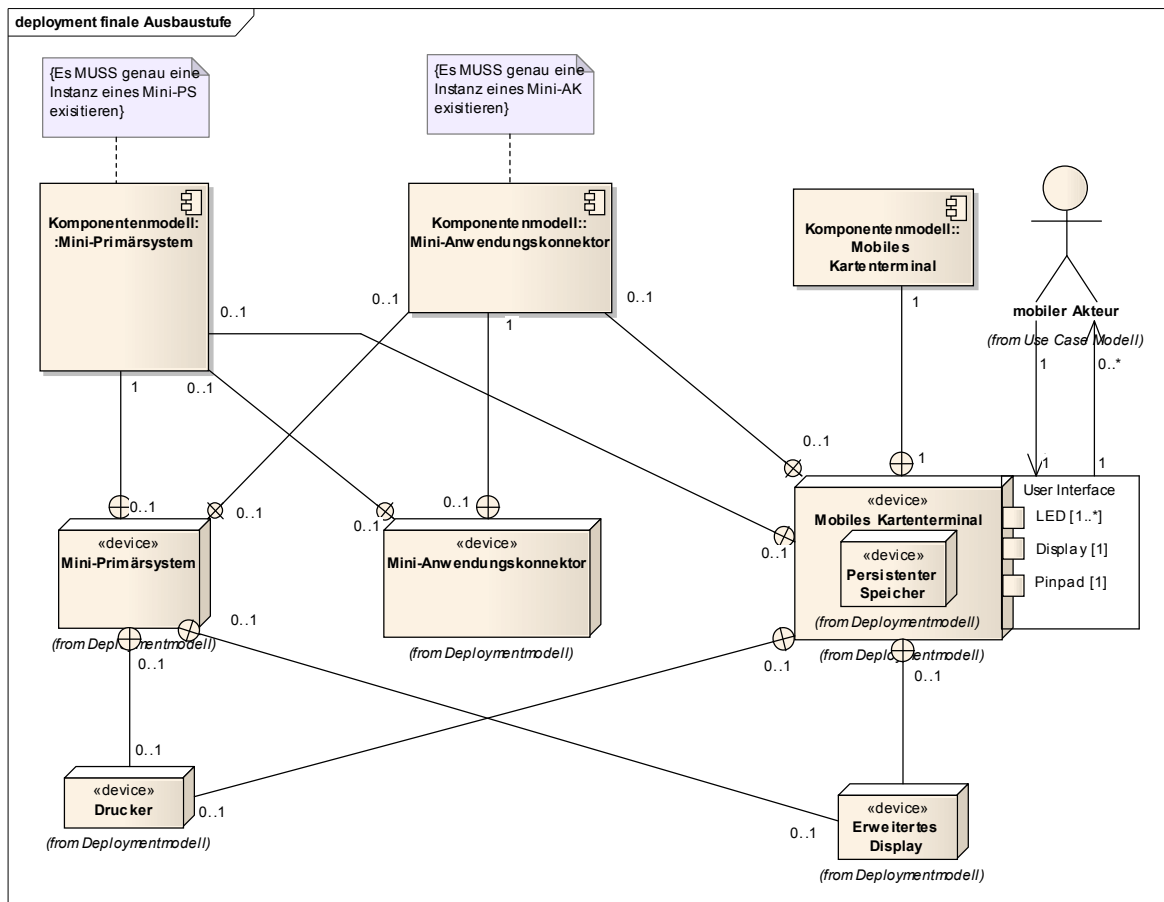 deployment finale Ausbaustufe
{Es MUSS genau eine
Instanz eines Mini-PS
exisitieren}
{Es MUSS genau eine
Instanz eines Mini-AK
exisitieren}
Komponentenmodell:
:Mini-Primärsystem
Komponentenmodell::
Mini-Anwendungskonnektor
Komponentenmodell::
Mobiles
Kartenterminal
mobiler Akteur
(from Use Case Modell)
0..1
0..1
0..1
1
1
1
0..*
1
0..1
0..1
0..1
0..1
0..1
0..1
0..1
1
1
1
«device»
Mini-Primärsystem
(from Deploymentmodell)
«device»
Mini-Anwendungskonnektor
(from Deploymentmodell)
«device»
Mobiles Kartenterminal
«device»
Persistenter
Speicher
(from Deploymentmodell)
(from Deploymentmodell)
User Interface
LED [1..*]
Display [1]
Pinpad [1]
0..1
0..1
0..1
0..1
0..1
0..1
0..1
«device»
Drucker
(from Deploymentmodell)
«device»
Erweitertes
Display
(from Deploymentmodell)